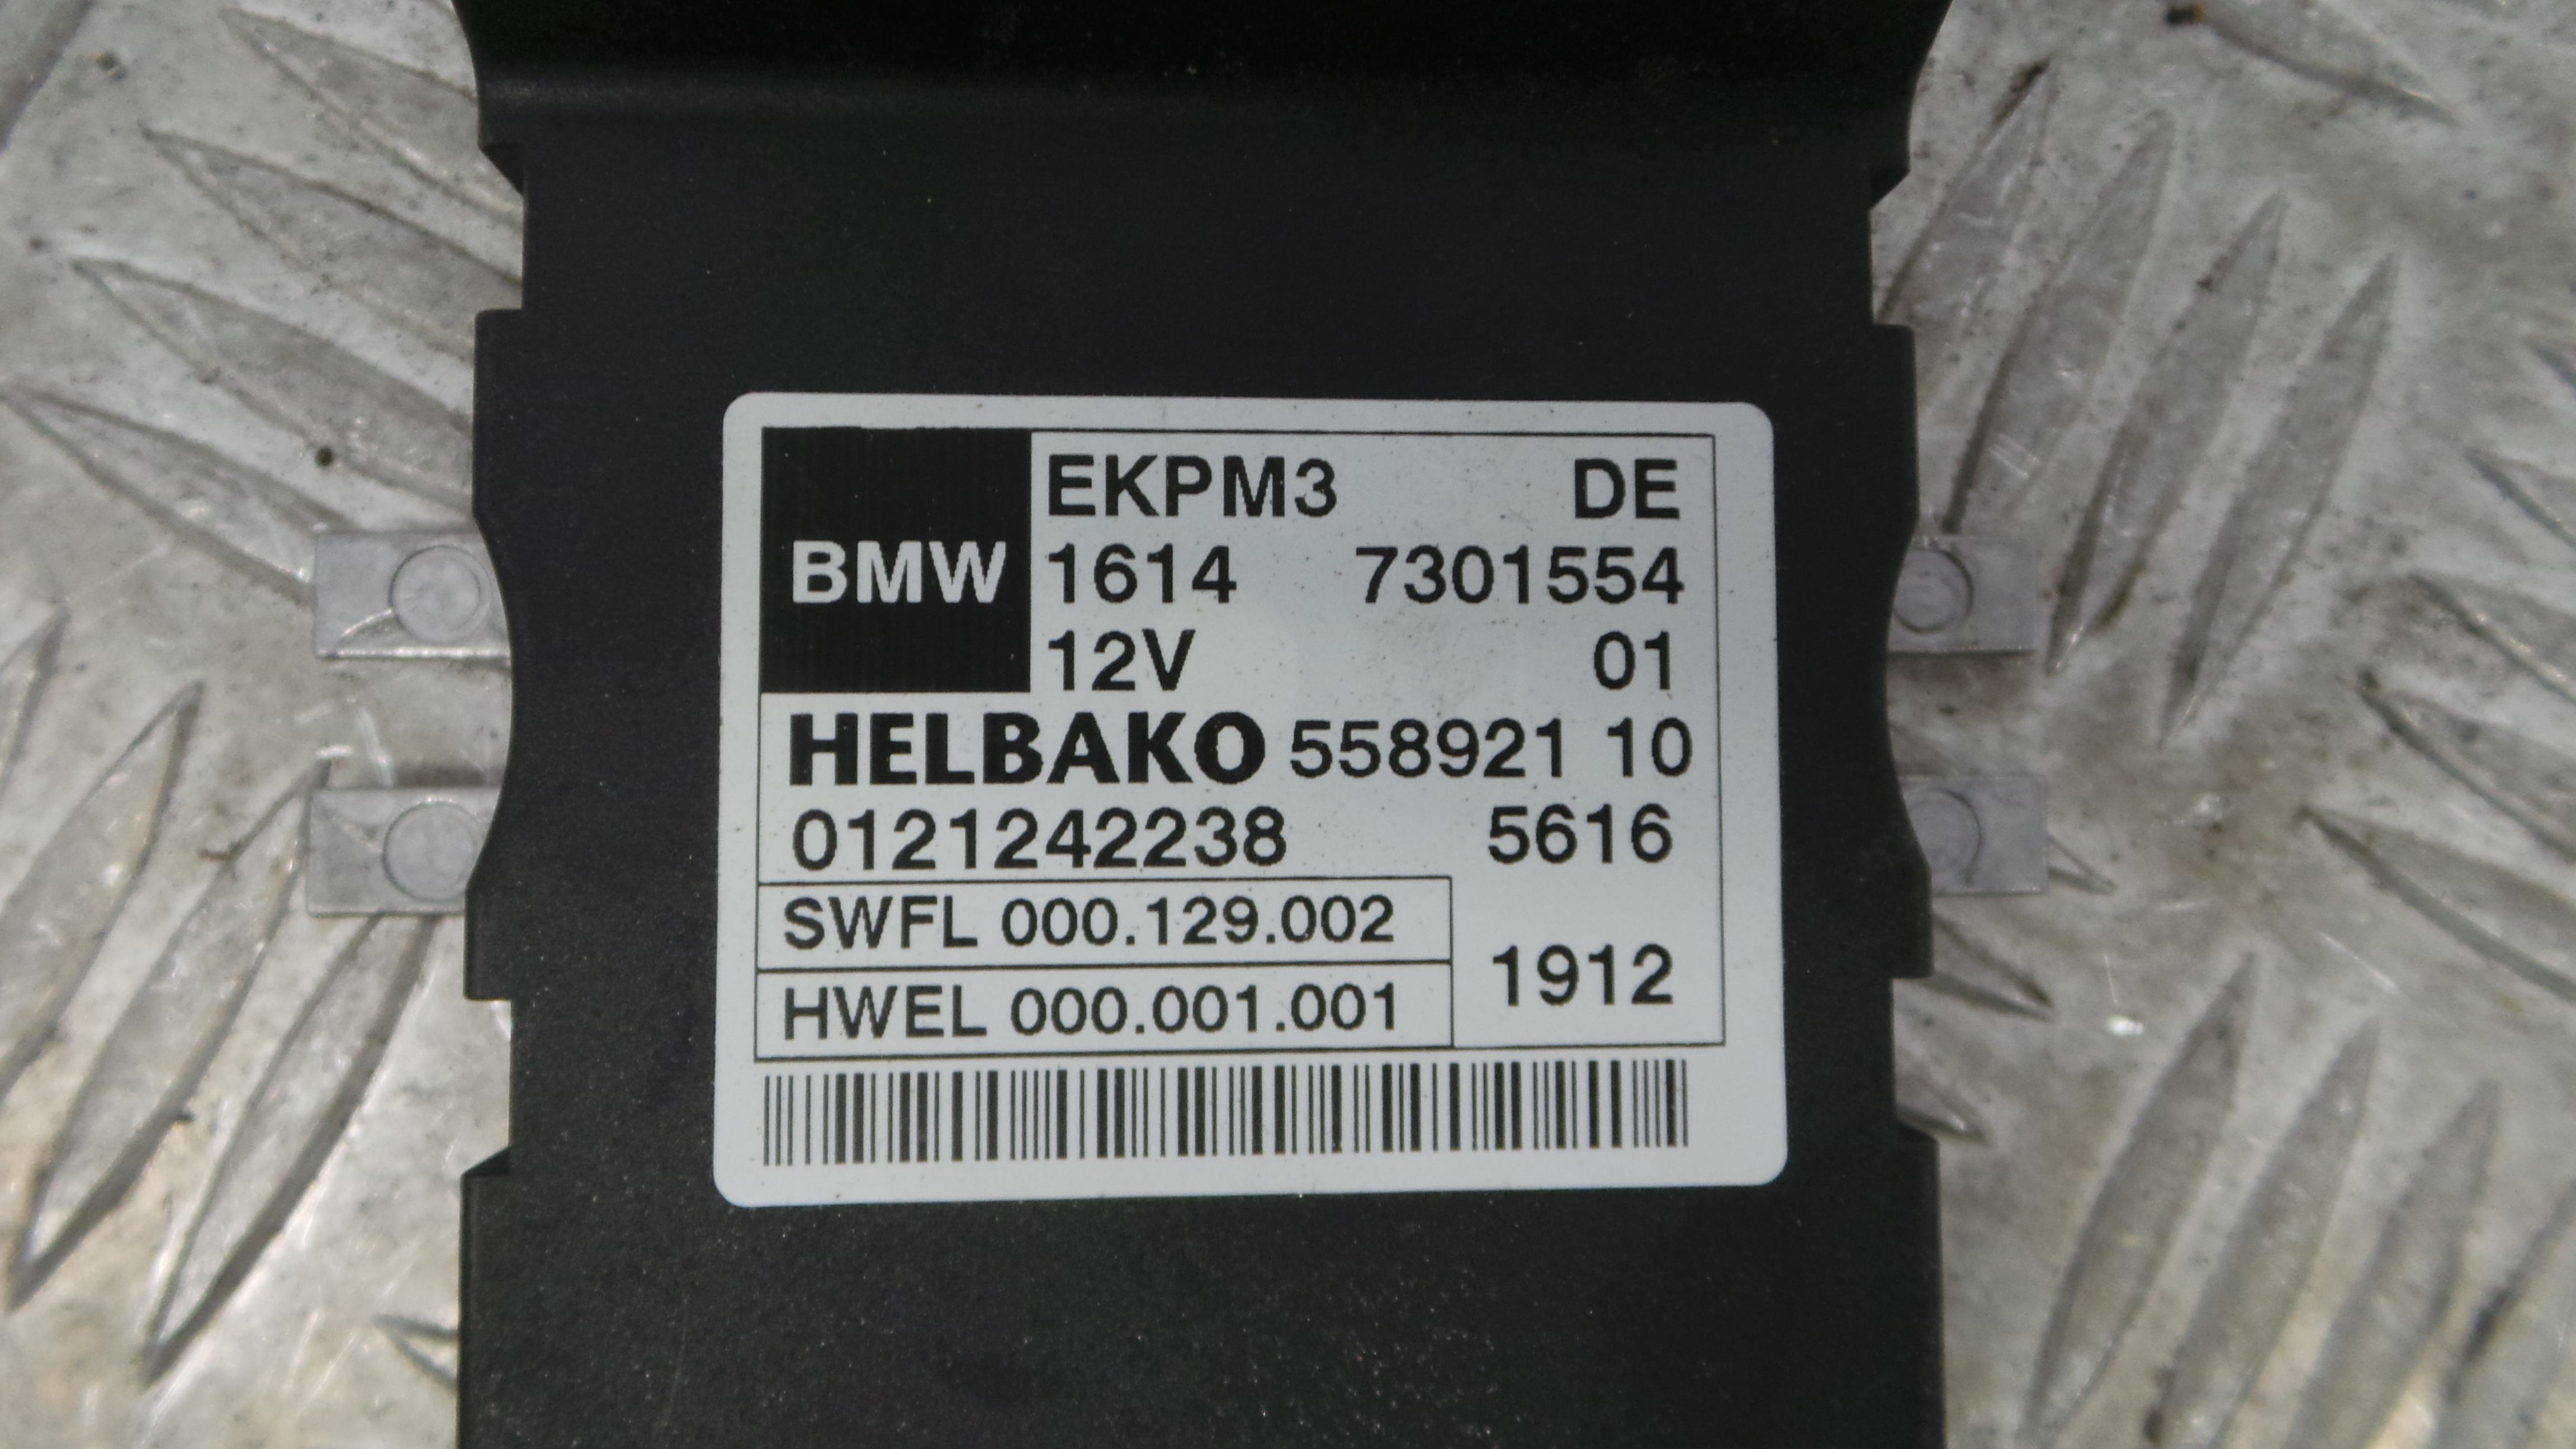 EKPM3 DE
BMW 1614 7301554
12V 01
HELBAKO 558921 10
0121242238 5616
SWFL 000.129.002
1912
HWEL 000.001.001